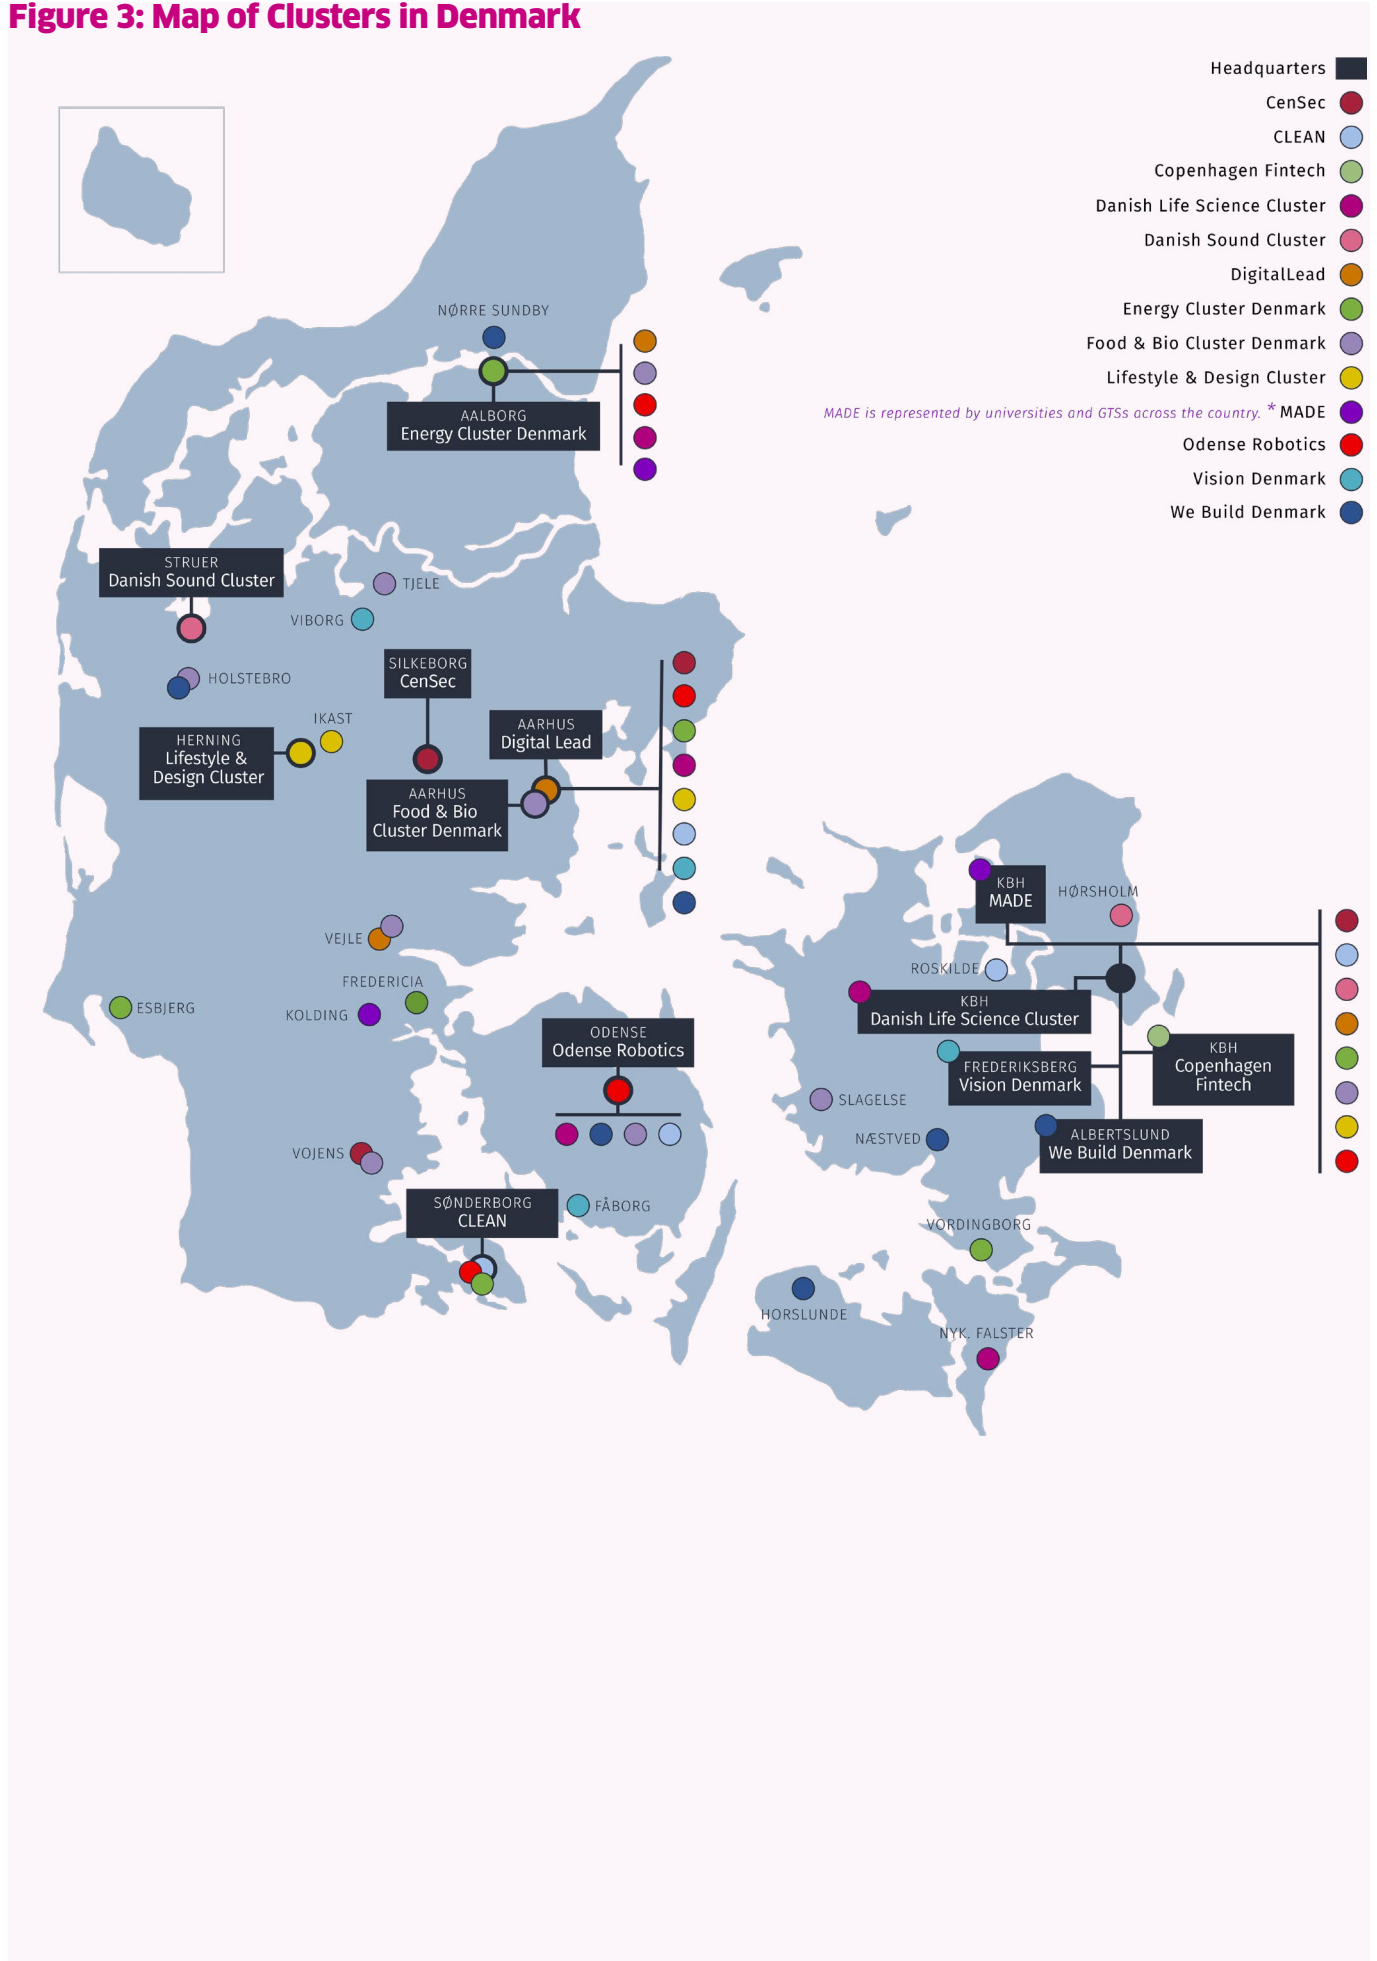 Figure 3: Map of Clusters in Denmark
Headquarters
CenSec
CLEAN
Copenhagen Fintech
Danish Life Science Cluster
Danish Sound Cluster
DigitalLead
Energy Cluster Denmark
Food & Bio Cluster Denmark
Lifestyle & Design Cluster
MADE is represented by universities and GTSs across the country. * MADE
Odense Robotics
Vision Denmark
We Build Denmark
NØRRE SUNDBY
AALBORG
Energy Cluster Denmark
STRUER
Danish Sound Cluster
TJELE
VIBORG
HOLSTEBRO
SILKEBORG
CenSec
IKAST
HERNING
Lifestyle &
Design Cluster
AARHUS
Digital Lead
AARHUS
Food & Bio
Cluster Denmark
VEJLE
FREDERICIA
ESBJERG
KOLDING
ODENSE
Odense Robotics
VOJENS
SØNDERBORG
CLEAN
FÅBORG
KBH
MADE
HØRSHOLM
ROSKILDE
KBH
Danish Life Science Cluster
KBH
Copenhagen
Fintech
FREDERIKSBERG
Vision Denmark
SLAGELSE
NÆSTVED
ALBERTSLUND
We Build Denmark
VORDINGBORG
HORSLUNDE
NYK. FALSTER